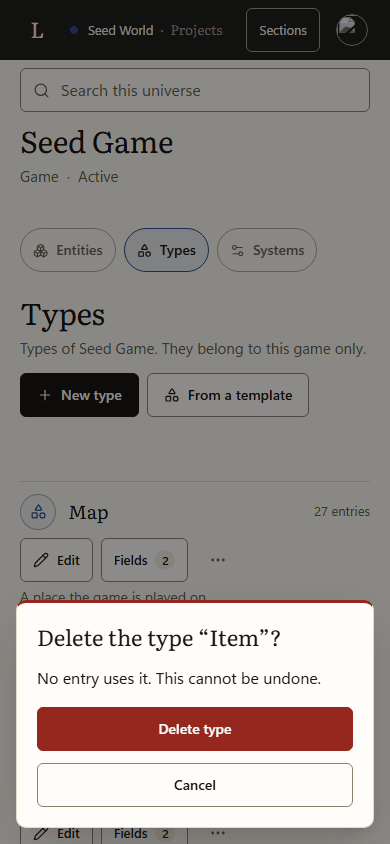 L
Seed World · Projects
Sections
Search this universe
Seed Game
Game · Active
Entities
Types
Systems
Types
Types of Seed Game. They belong to this game only.
New type
From a template
Map
27 entries
Edit
Fields 2
A place the game is played on
Delete the type “Item”?
No entry uses it. This cannot be undone.
Delete type
Cancel
Edit
Fields 2